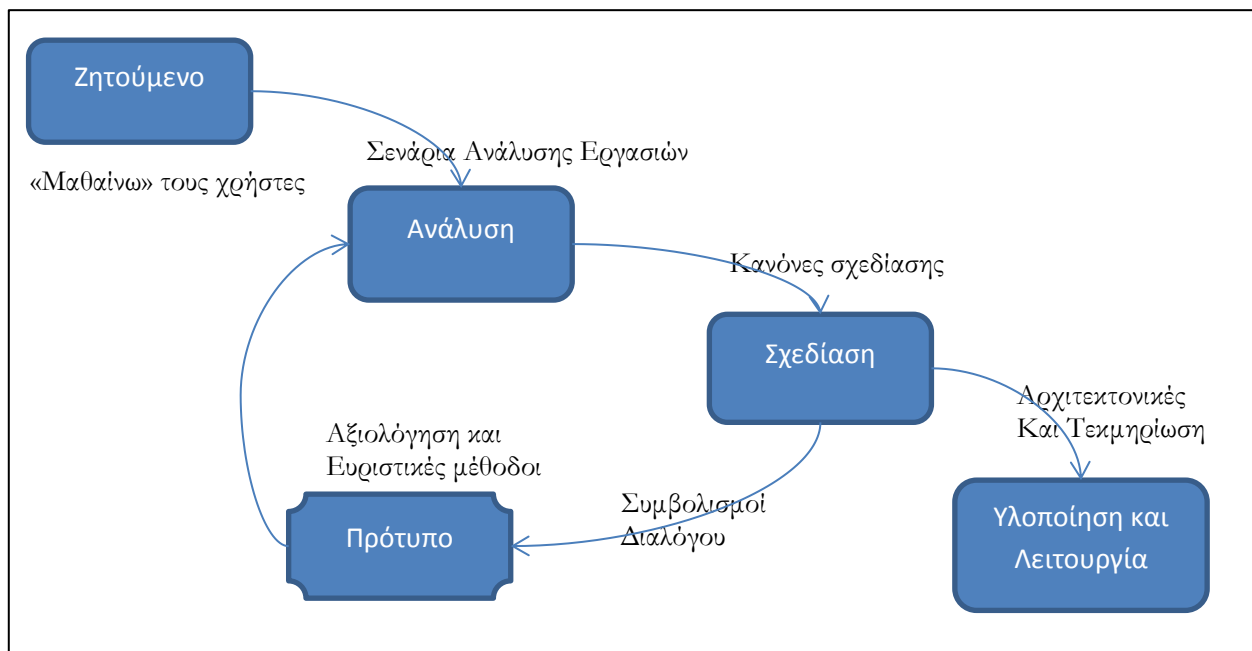 Ζητούμενο
Σενάρια Ανάλυσης Εργασιών
«Μαθαίνω» τους χρήστες
Ανάλυση
Κανόνες σχεδίασης
Σχεδίαση
Αρχιτεκτονικές
Και Τεκμηρίωση
Αξιολόγηση και
Ευριστικές μέθοδοι
Συμβολισμοί
Διαλόγου
Πρότυπο
Υλοποίηση και
Λειτουργία